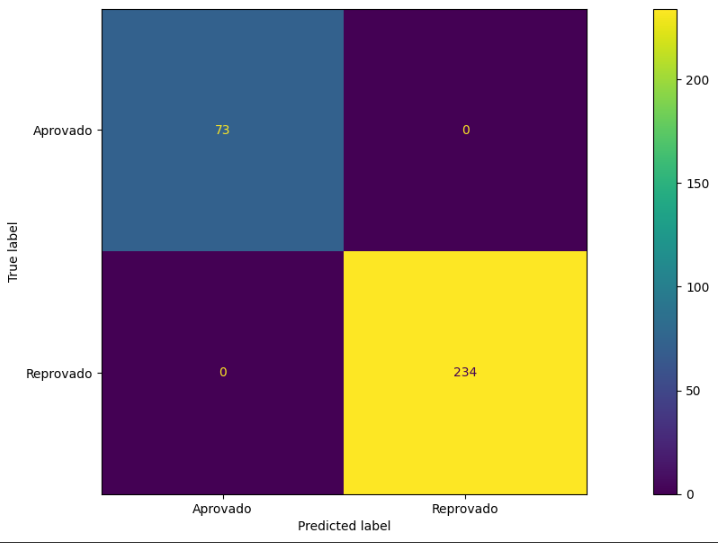 Aprovado
73
0
Reprovado
0
234
True label
Aprovado
Reprovado
Predicted label
200
150
100
50
0